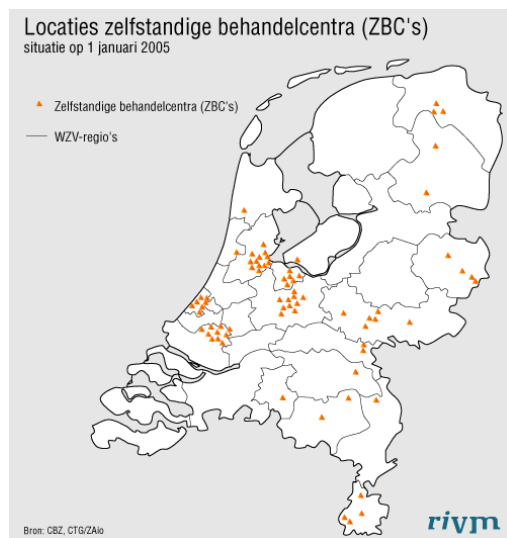 Locaties zelfstandige behandelcentra (ZBC's)
situatie op 1 januari 2005
Zelfstandige behandelcentra (ZBC's)
WZV-regio's
Bron: CBZ, CTG/ZAio
rivm